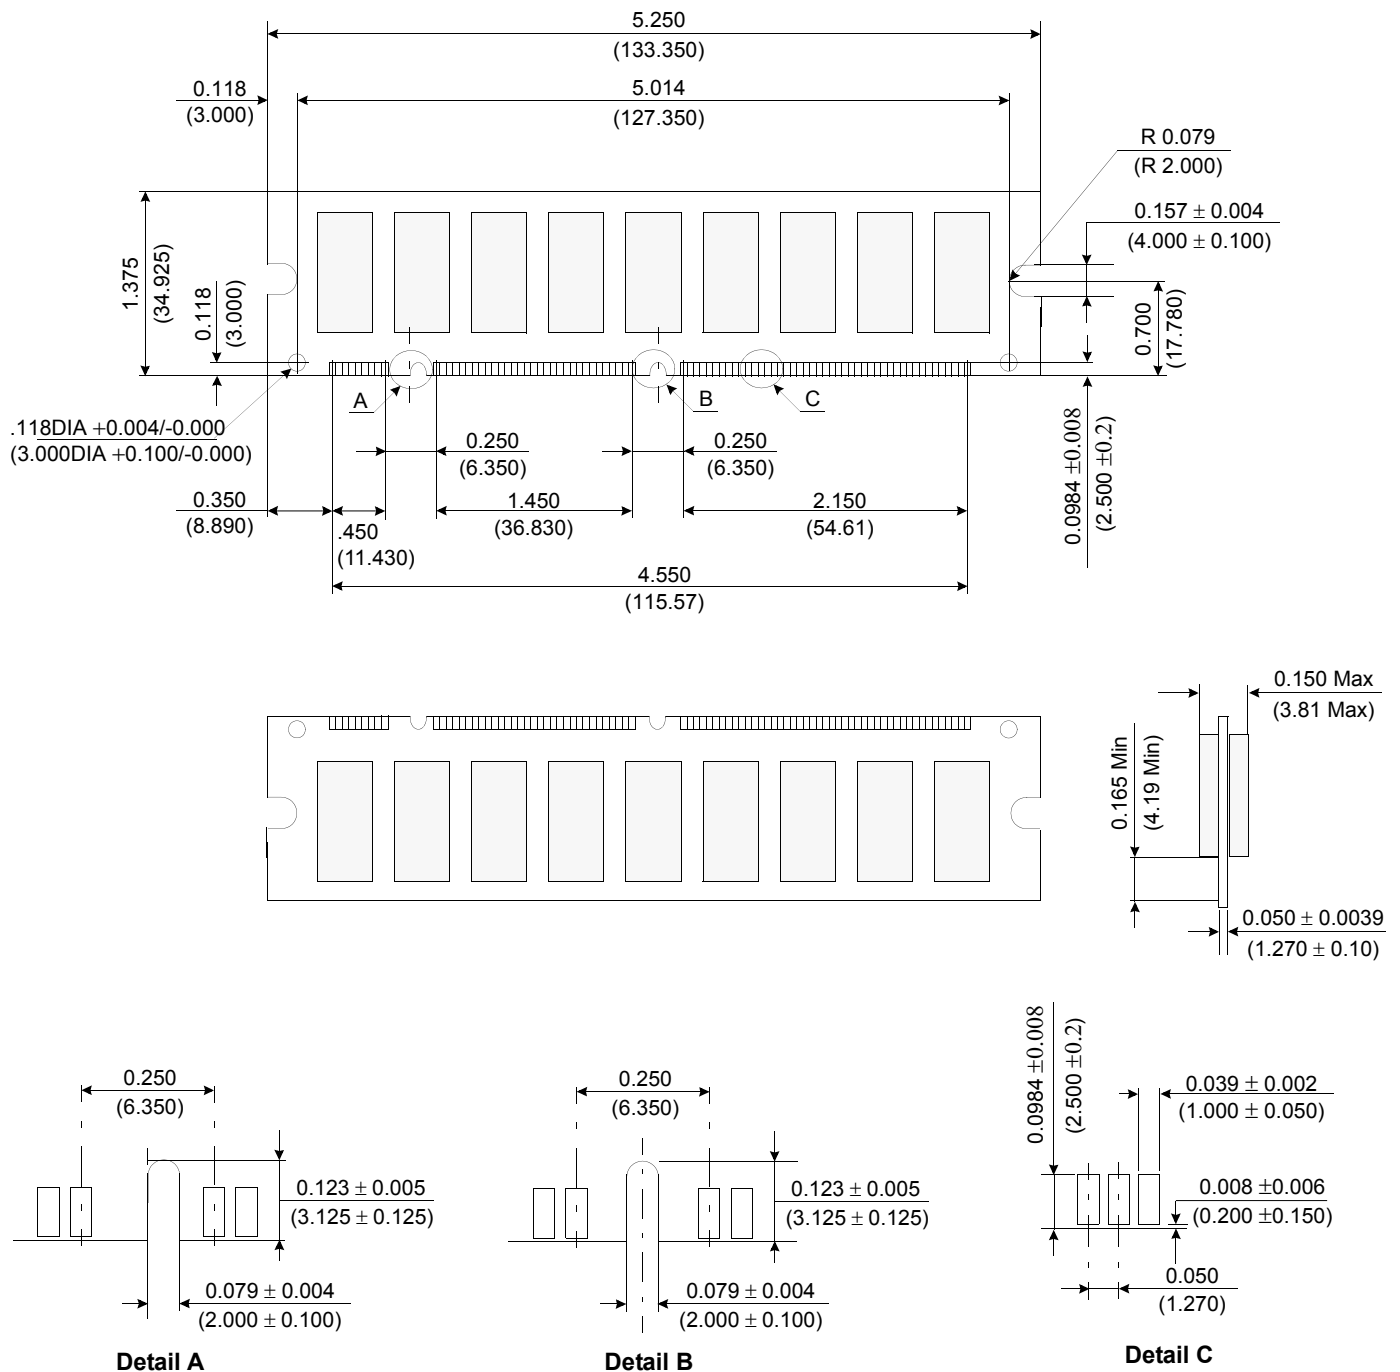 5.250
(133.350)
0.118
(3.000)
5.014
(127.350)
R 0.079
(R 2.000)
0.157 ± 0.004
(4.000 ± 0.100)
1.375
(34.925)
0.118
(3.000)
0.700
(17.780)
A
B
C
.118DIA +0.004/-0.000
(3.000DIA +0.100/-0.000)
0.250
(6.350)
0.250
(6.350)
0.0984 ±0.008
(2.500 ±0.2)
0.350
(8.890)
.450
(11.430)
1.450
(36.830)
2.150
(54.61)
4.550
(115.57)
0.150 Max
(3.81 Max)
0.165 Min
(4.19 Min)
0.050 ± 0.0039
(1.270 ± 0.10)
0.250
(6.350)
0.123 ± 0.005
(3.125 ± 0.125)
0.079 ± 0.004
(2.000 ± 0.100)
Detail A
0.250
(6.350)
0.123 ± 0.005
(3.125 ± 0.125)
0.079 ± 0.004
(2.000 ± 0.100)
Detail B
0.0984 ±0.008
(2.500 ±0.2)
0.039 ± 0.002
(1.000 ± 0.050)
0.008 ±0.006
(0.200 ±0.150)
0.050
(1.270)
Detail C